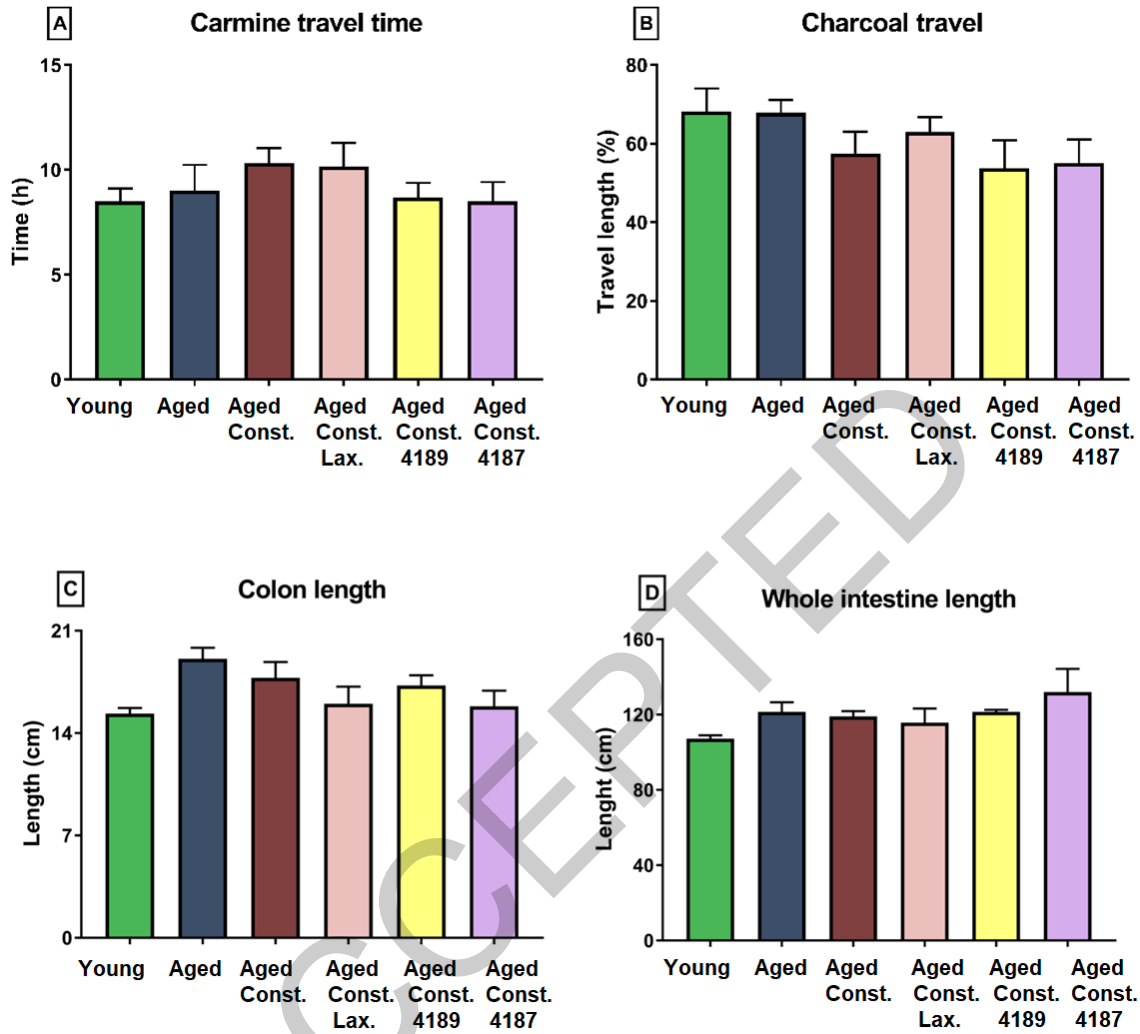 A
Carmine travel time
Time (h)
15
10
5
0
Young
Aged
Aged Const.
Aged Const. Lax.
Aged Const. 4189
Aged Const. 4187
B
Charcoal travel
Travel length (%)
80
60
40
20
0
Young
Aged
Aged Const.
Aged Const. Lax.
Aged Const. 4189
Aged Const. 4187
C
Colon length
Length (cm)
21
14
7
0
Young
Aged
Aged Const.
Aged Const. Lax.
Aged Const. 4189
Aged Const. 4187
D
Whole intestine length
Lenght (cm)
160
120
80
40
0
Young
Aged
Aged Const.
Aged Const. Lax.
Aged Const. 4189
Aged Const. 4187
CCEPTED